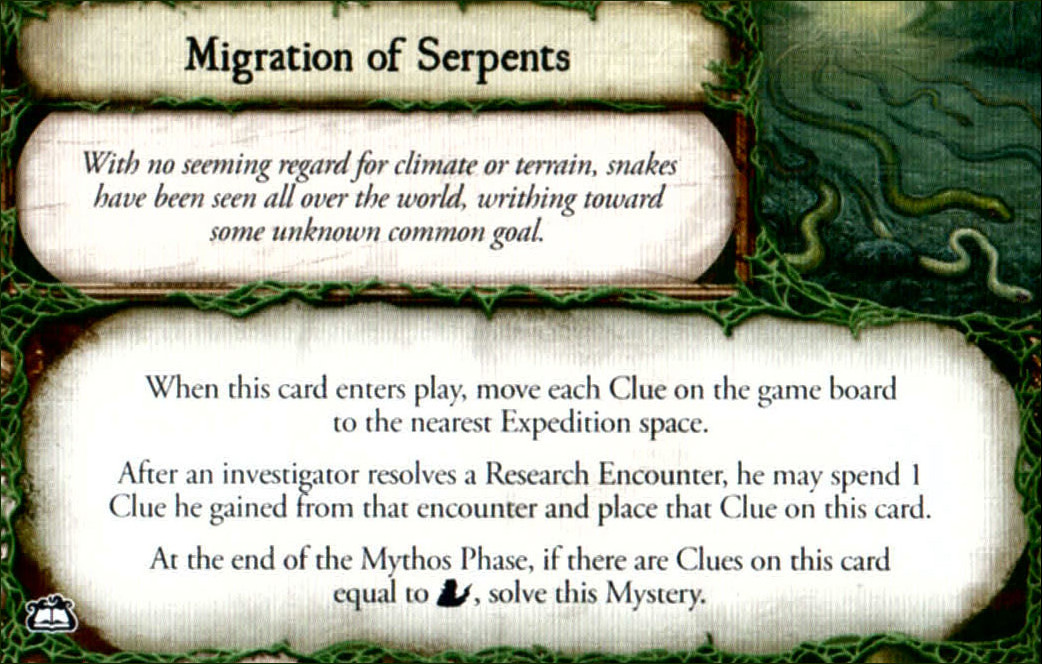 Migration of Serpents
With no seeming regard for climate or terrain, snakes
have been seen all over the world, writhing toward
some unknown common goal.
When this card enters play, move each Clue on the game board
to the nearest Expedition space.
After an investigator resolves a Research Encounter, he may spend 1
Clue he gained from that encounter and place that Clue on this card.
At the end of the Mythos Phase, if there are Clues on this card
equal to , solve this Mystery.